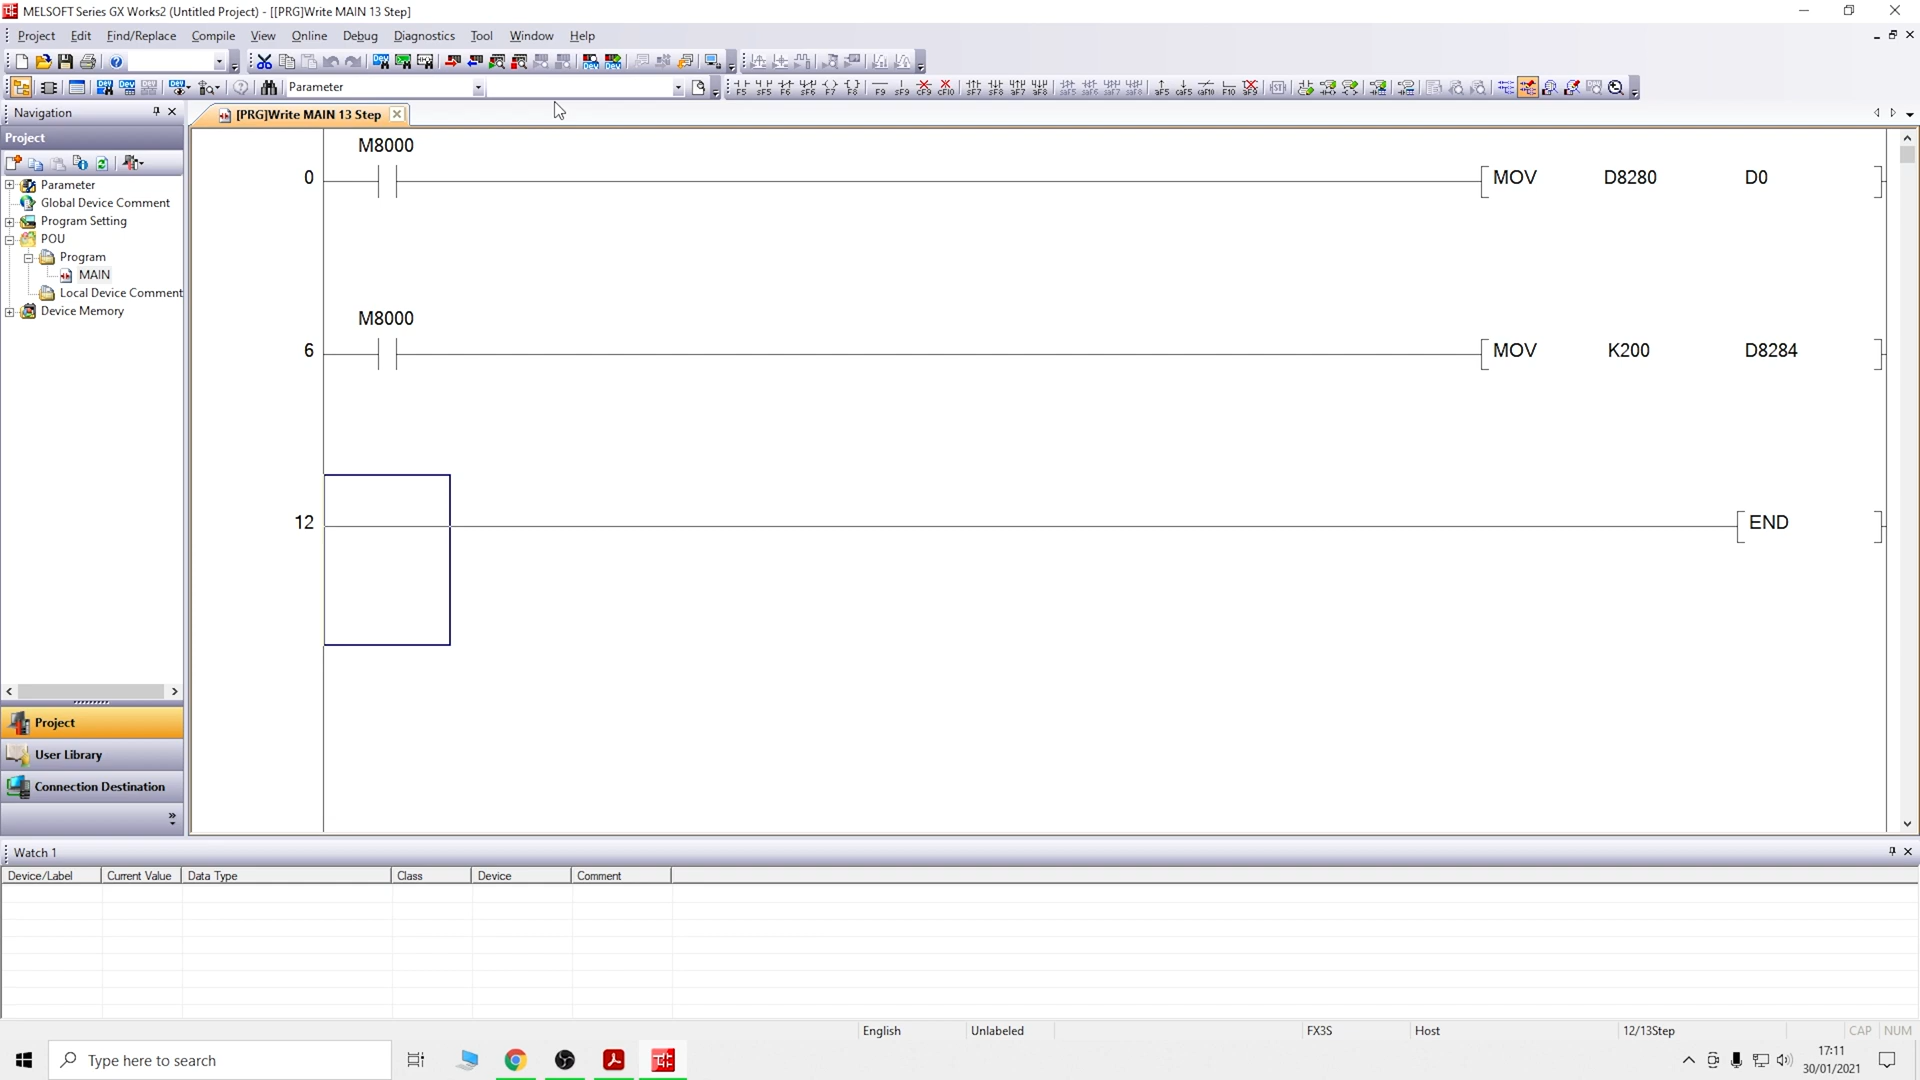 MELSOFT Series GX Works2 (Untitled Project) - [[PRG]Write MAIN 13 Step]
Project Edit Find/Replace Compile View Online Debug Diagnostics Tool Window Help
Parameter
Navigation
[PRG]Write MAIN 13 Step
Project
Parameter
Global Device Comment
Program Setting
POU
Program
MAIN
Local Device Comment
Device Memory
M8000
0 MOV D8280 D0
M8000
6 MOV K200 D8284
12 END
Project
User Library
Connection Destination
Watch 1
Device/Label Current Value Data Type Class Device Comment
English Unlabeled FX3S Host 12/13Step CAP NUM
Type here to search
17:11
30/01/2021